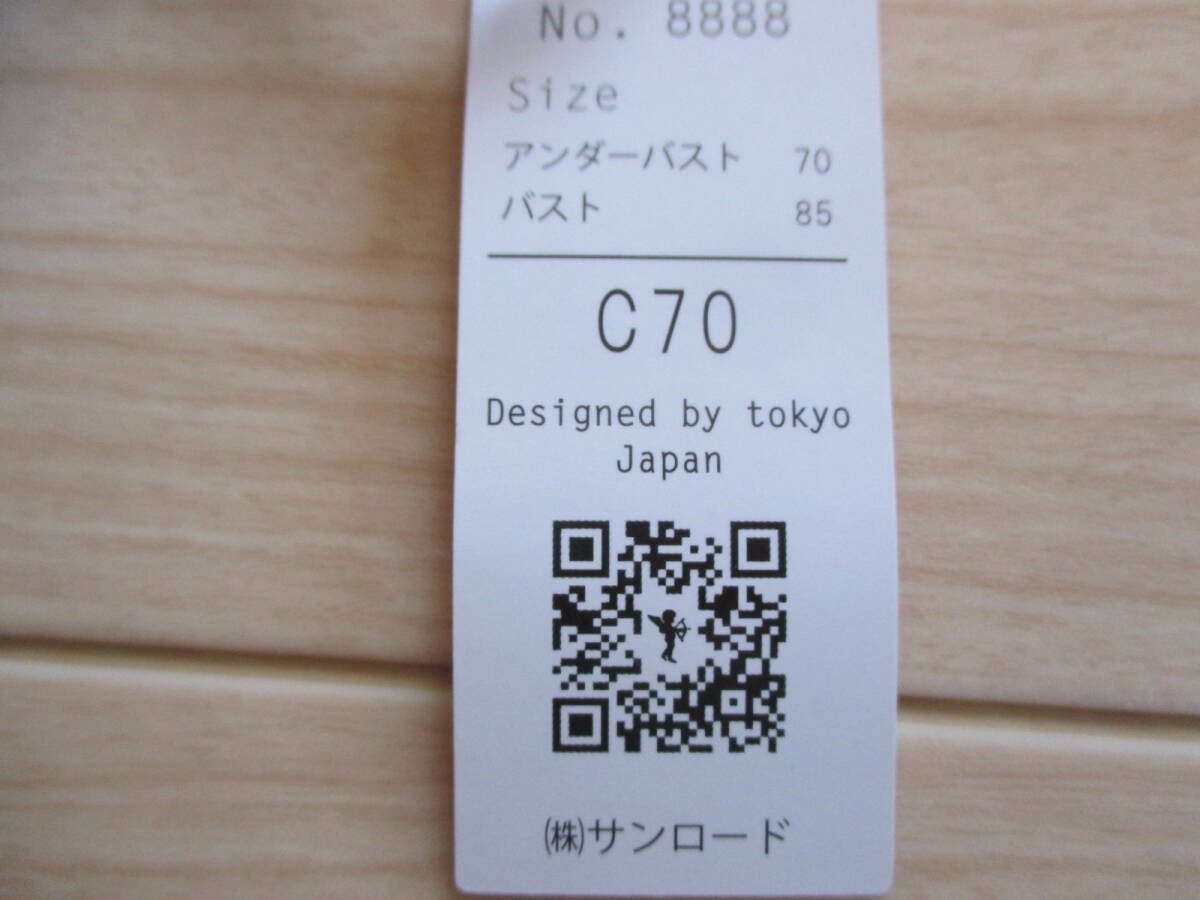 No. 8888
Size
アンダーバスト 70
バスト 85
C70
Designed by tokyo
Japan
㈱サンロード